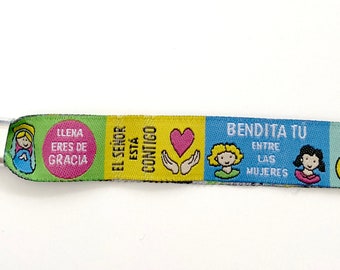 LLENA
ERES DE
GRACIA
EL SEÑOR
ESTÁ
CONTIGO
BENDITA TÚ
ENTRE
LAS
MUJERES